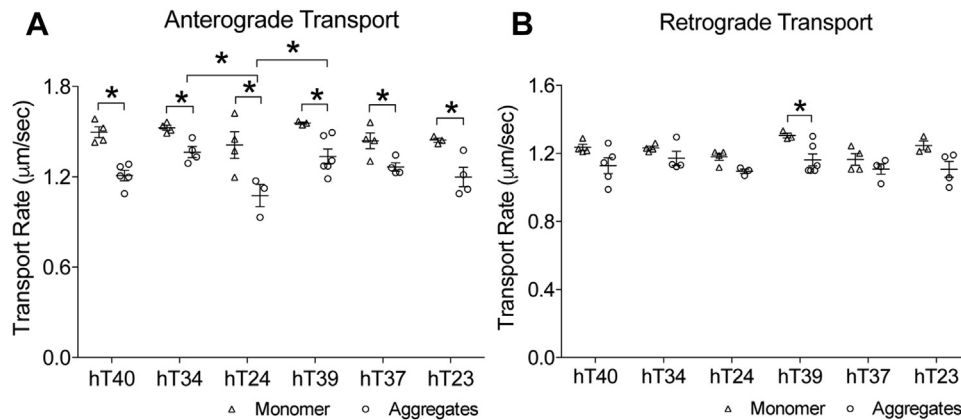 A
Anterograde Transport
Transport Rate (μm/sec)
1.8
1.2
0.6
0.0
* * * * * * * *
hT40 hT34 hT24 hT39 hT37 hT23
Monomer Aggregates
B
Retrograde Transport
Transport Rate (μm/sec)
1.6
1.2
0.8
0.4
0.0
*
hT40 hT34 hT24 hT39 hT37 hT23
Monomer Aggregates